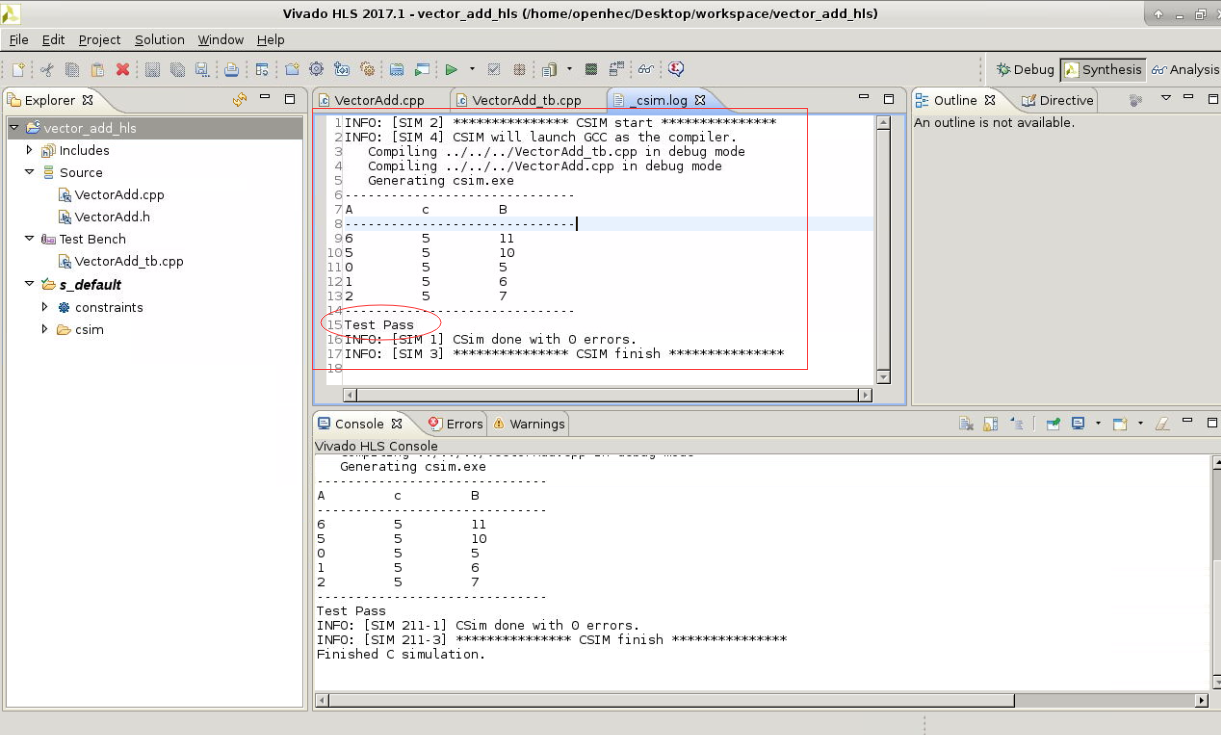 Vivado HLS 2017.1 - vector_add_hls (/home/openhec/Desktop/workspace/vector_add_hls)
File Edit Project Solution Window Help
Debug Synthesis Analysis
Explorer
vector_add_hls
Includes
Source
VectorAdd.cpp
VectorAdd.h
Test Bench
VectorAdd_tb.cpp
s_default
constraints
csim
VectorAdd.cpp VectorAdd_tb.cpp _csim.log
1 INFO: [SIM 2] *************** CSIM start ***************
2 INFO: [SIM 4] CSIM will launch GCC as the compiler.
3 Compiling ../../../VectorAdd_tb.cpp in debug mode
4 Compiling ../../../VectorAdd.cpp in debug mode
5 Generating csim.exe
6 ------------------------------
7 A c B
8 ------------------------------
9 6 5 11
10 5 5 10
11 0 5 5
12 1 5 6
13 2 5 7
14 ------------------------------
15 Test Pass
16 INFO: [SIM 1] CSim done with 0 errors.
17 INFO: [SIM 3] *************** CSIM finish ***************
18
Outline Directive
An outline is not available.
Console Errors Warnings
Vivado HLS Console
Compiling ../../../VectorAdd.cpp in debug mode
Generating csim.exe
------------------------------
A c B
------------------------------
6 5 11
5 5 10
0 5 5
1 5 6
2 5 7
------------------------------
Test Pass
INFO: [SIM 211-1] CSim done with 0 errors.
INFO: [SIM 211-3] *************** CSIM finish ***************
Finished C simulation.